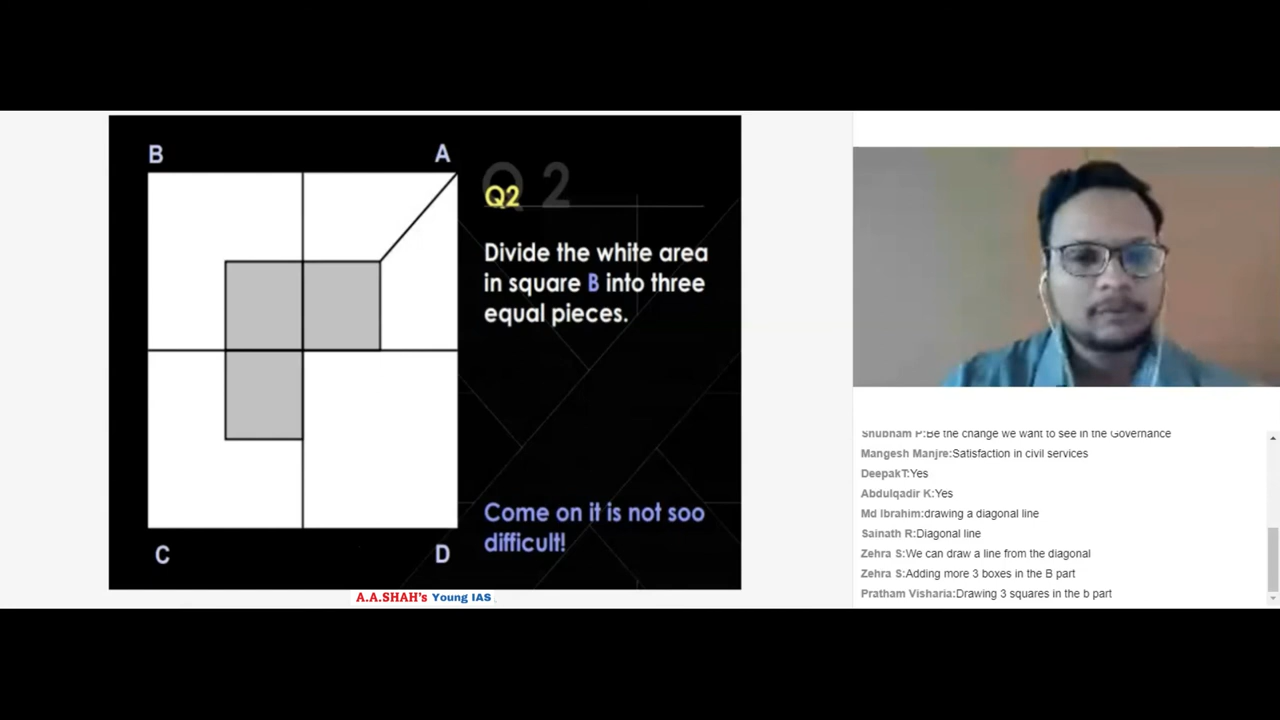 B
A
Q 2
Q2
Divide the white area
in square B into three
equal pieces.
Come on it is not soo
difficult!
C
D
A.A.SHAH's Young IAS
Shubham P:Be the change we want to see in the Governance
Mangesh Manjre:Satisfaction in civil services
DeepakT:Yes
Abdulqadir K:Yes
Md Ibrahim:drawing a diagonal line
Sainath R:Diagonal line
Zehra S:We can draw a line from the diagonal
Zehra S:Adding more 3 boxes in the B part
Pratham Visharia:Drawing 3 squares in the b part